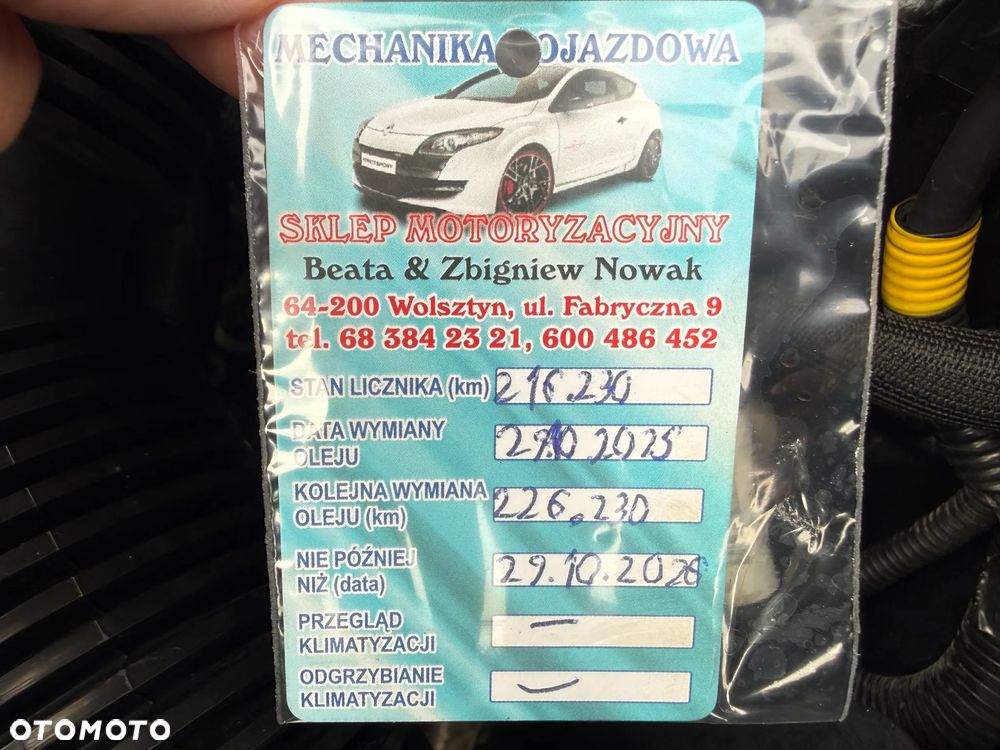 MECHANIKA POJAZDOWA
SKLEP MOTORYZACYJNY
Beata & Zbigniew Nowak
64-200 Wolsztyn, ul. Fabryczna 9
tel. 68 384 23 21, 600 486 452
STAN LICZNIKA (km) 216.230
DATA WYMIANY
OLEJU 29.10.2025
KOLEJNA WYMIANA
OLEJU (km) 226.230
NIE PÓŹNIEJ
NIŻ (data) 29.10.2026
PRZEGLĄD
KLIMATYZACJI —
ODGRZYBIANIE
KLIMATYZACJI —
OTOMOTO